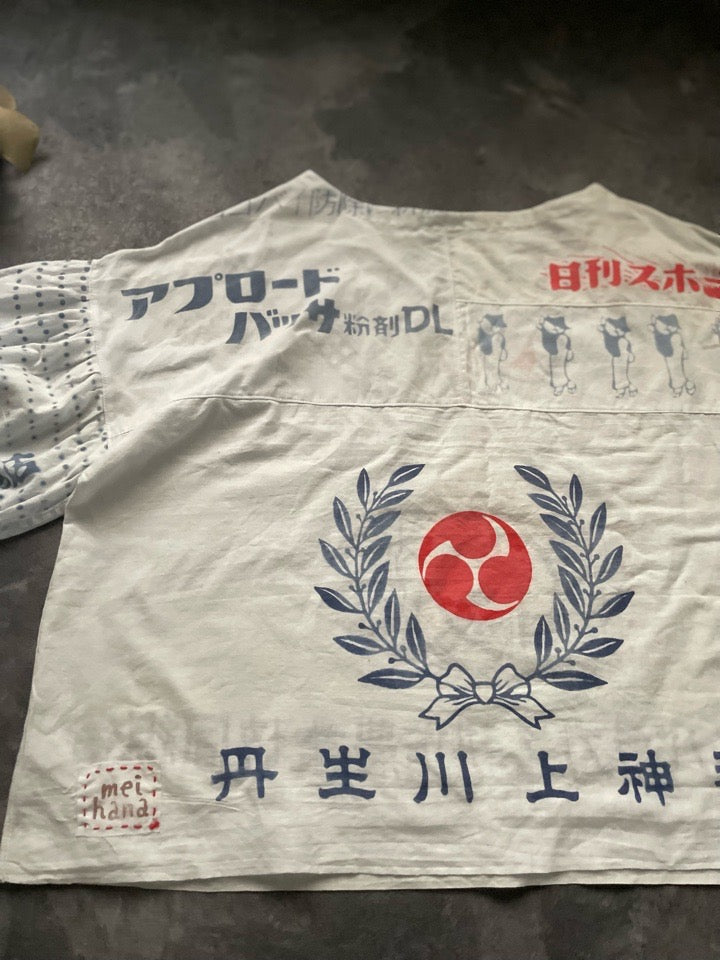 アプロード
バッサ粉剤DL
日刊スポ
丹生川上神
mei
hana